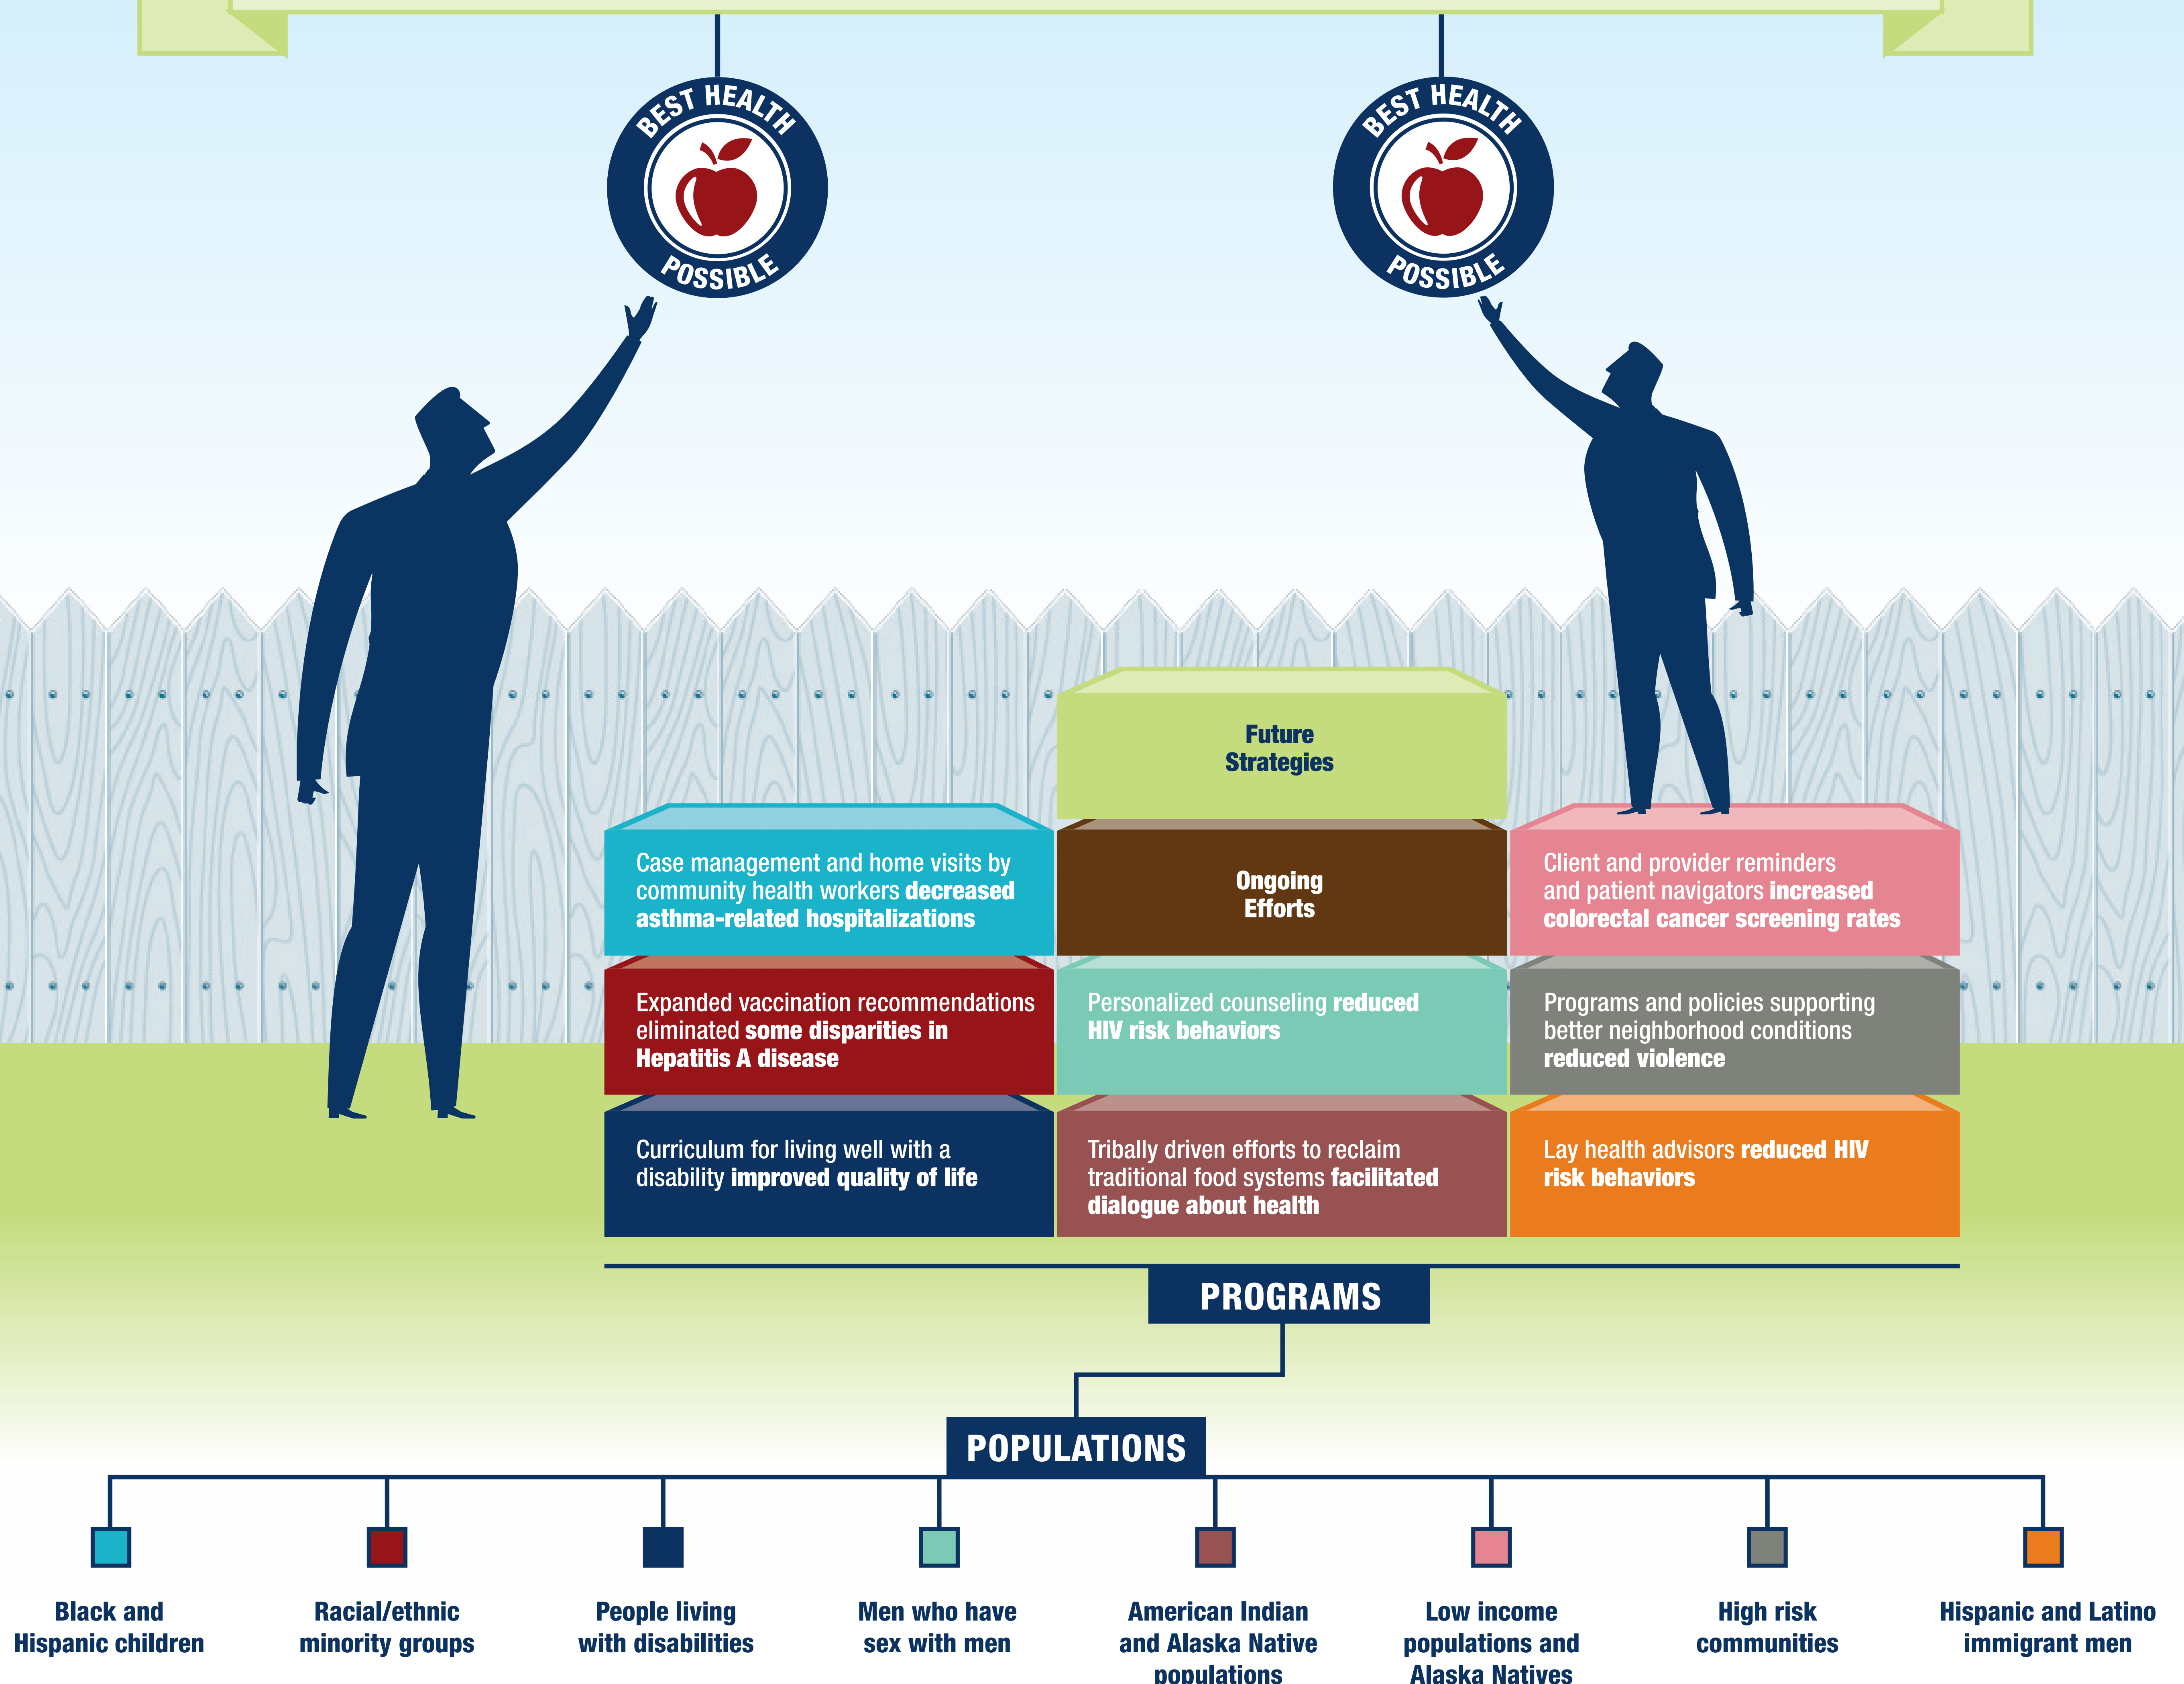 BEST HEALTH
POSSIBLE
BEST HEALTH
POSSIBLE
Future
Strategies
Case management and home visits by
community health workers decreased
asthma-related hospitalizations
Ongoing
Efforts
Client and provider reminders
and patient navigators increased
colorectal cancer screening rates
Expanded vaccination recommendations
eliminated some disparities in
Hepatitis A disease
Personalized counseling reduced
HIV risk behaviors
Programs and policies supporting
better neighborhood conditions
reduced violence
Curriculum for living well with a
disability improved quality of life
Tribally driven efforts to reclaim
traditional food systems facilitated
dialogue about health
Lay health advisors reduced HIV
risk behaviors
PROGRAMS
POPULATIONS
Black and
Hispanic children
Racial/ethnic
minority groups
People living
with disabilities
Men who have
sex with men
American Indian
and Alaska Native
populations
Low income
populations and
Alaska Natives
High risk
communities
Hispanic and Latino
immigrant men